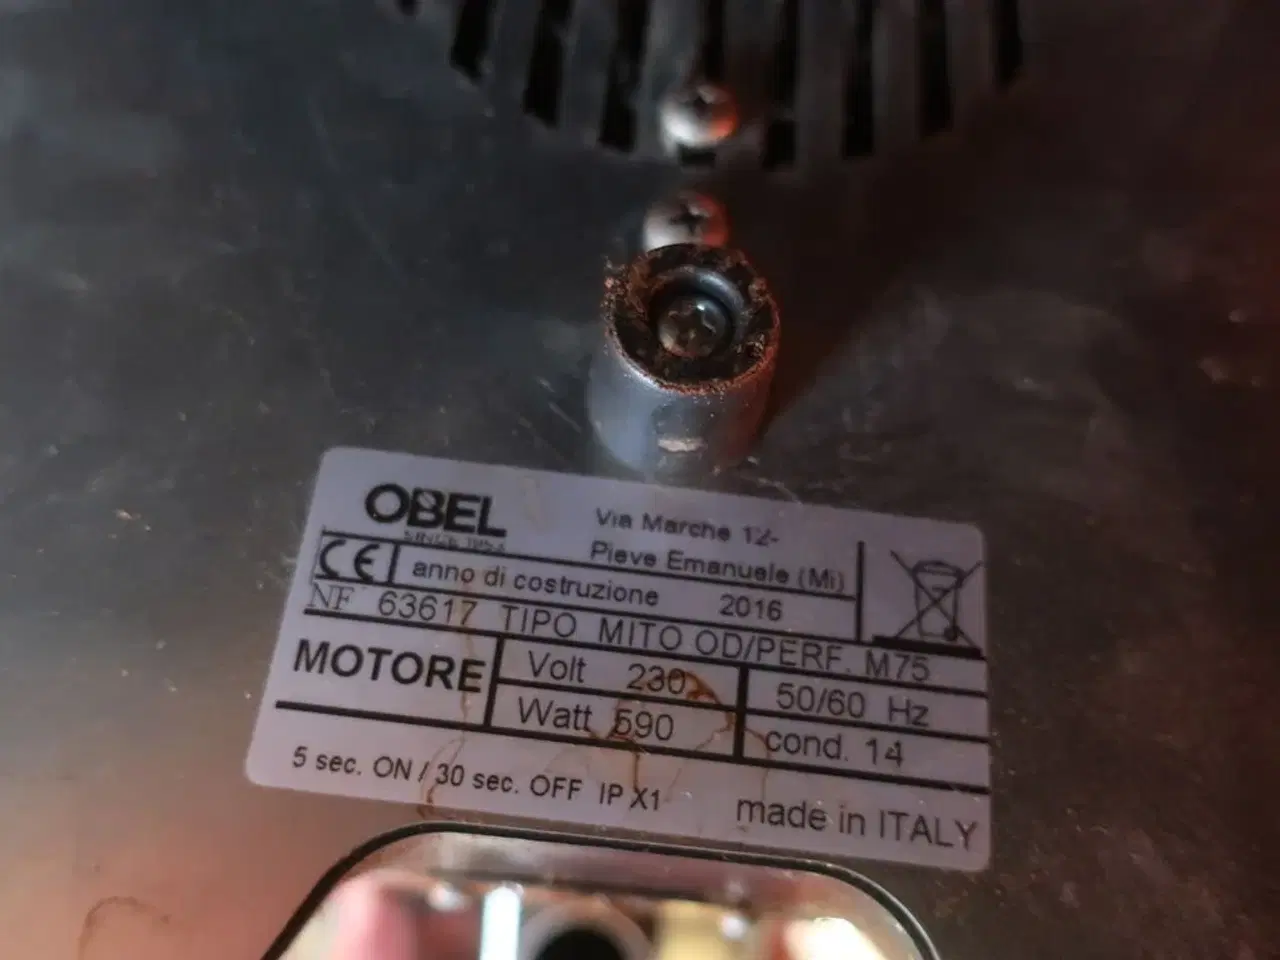 OBEL
SINCE 1953
Via Marche 12-
Pieve Emanuele (Mi)
CE anno di costruzione 2016
NF 63617 TIPO MITO OD/PERF. M75
MOTORE
Volt 230 50/60 Hz
Watt 590 cond. 14
5 sec. ON / 30 sec. OFF IP X1
made in ITALY